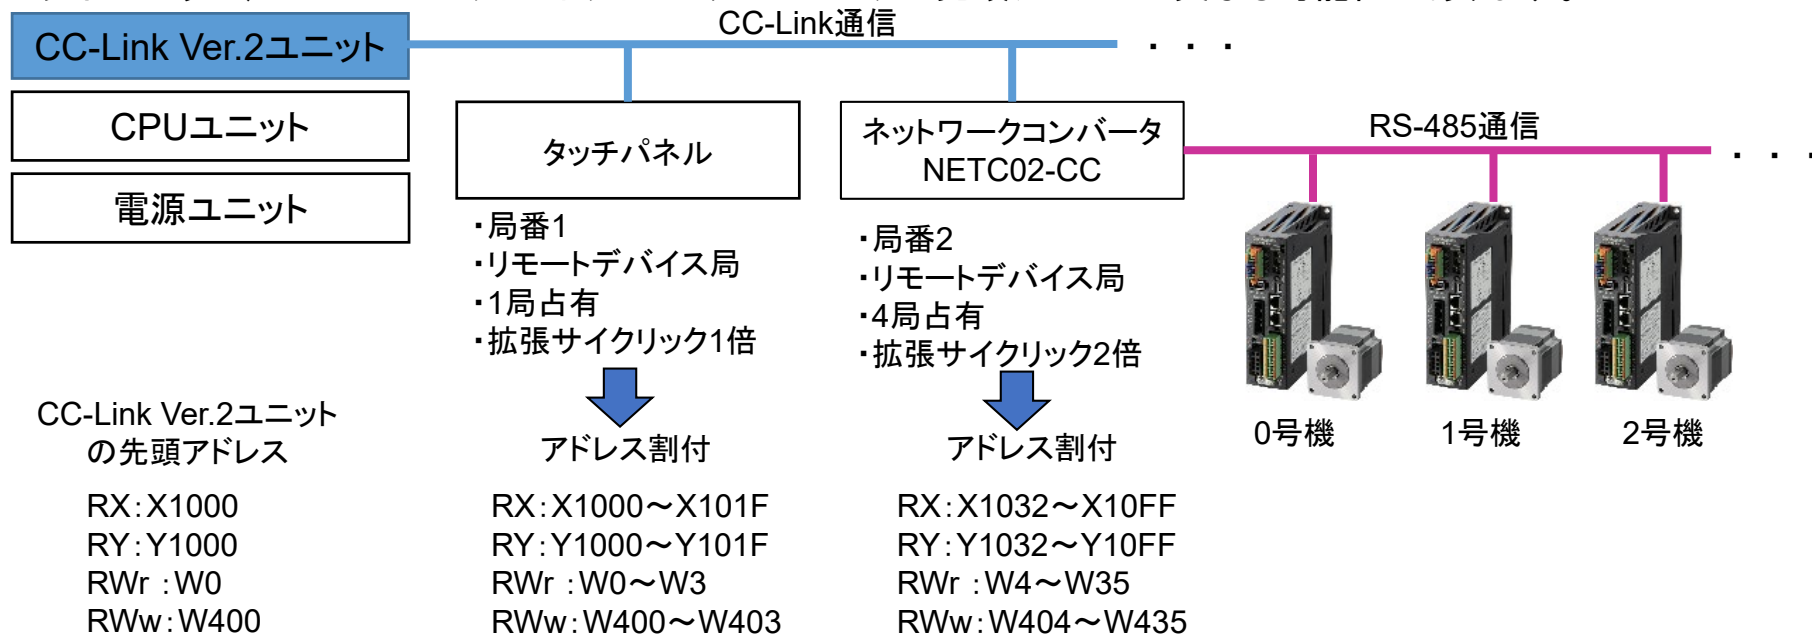 CC-Link通信
CC-Link Ver.2ユニット
・・・
CPUユニット
電源ユニット
タッチパネル
ネットワークコンバータ
NETC02-CC
RS-485通信
・・・
・局番1
・リモートデバイス局
・1局占有
・拡張サイクリック1倍
・局番2
・リモートデバイス局
・4局占有
・拡張サイクリック2倍
0号機
1号機
2号機
CC-Link Ver.2ユニット
の先頭アドレス
RX:X1000
RY:Y1000
RWr:W0
RWw:W400
アドレス割付
RX:X1000～X101F
RY:Y1000～Y101F
RWr:W0～W3
RWw:W400～W403
アドレス割付
RX:X1032～X10FF
RY:Y1032～Y10FF
RWr:W4～W35
RWw:W404～W435